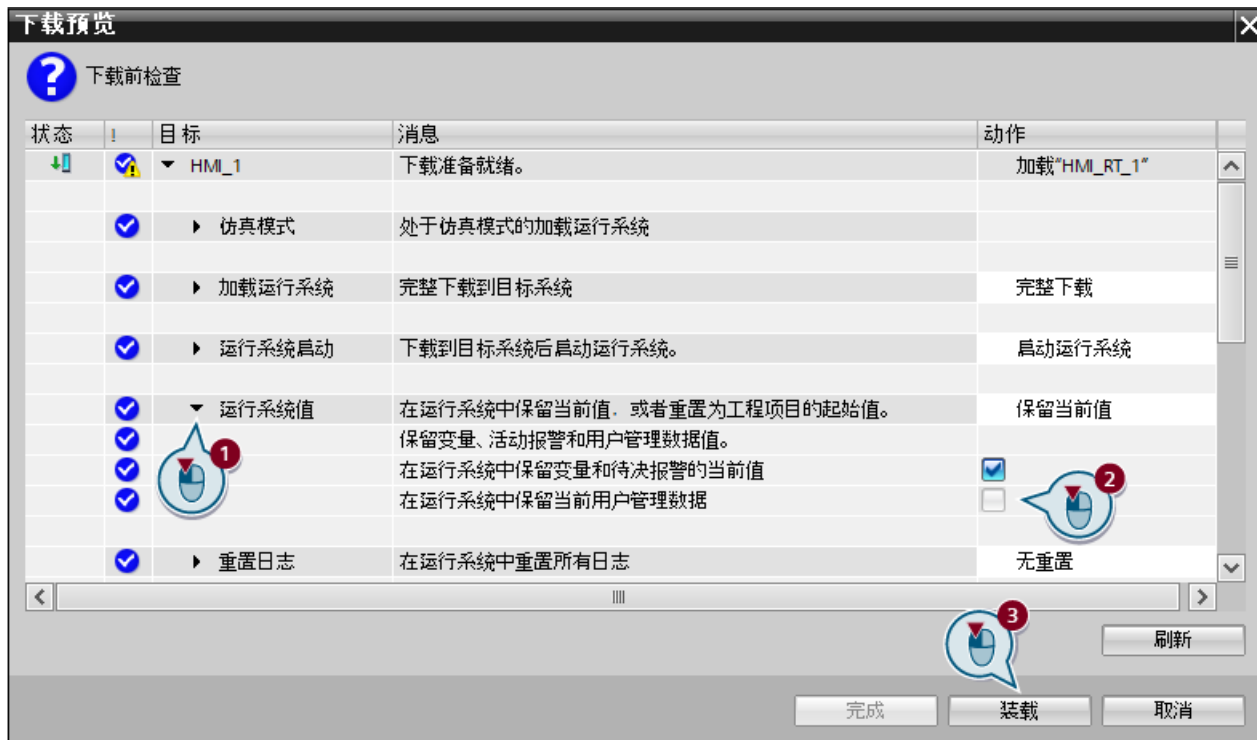 下载预览
下载前检查
状态 ! 目标 消息 动作
HMI_1 下载准备就绪。 加载"HMI_RT_1"
仿真模式 处于仿真模式的加载运行系统
加载运行系统 完整下载到目标系统 完整下载
运行系统启动 下载到目标系统后启动运行系统。 启动运行系统
运行系统值 在运行系统中保留当前值，或者重置为工程项目的起始值。 保留当前值
保留变量、活动报警和用户管理数据值。
1
在运行系统中保留变量和待决报警的当前值
2
在运行系统中保留当前用户管理数据
重置日志 在运行系统中重置所有日志 无重置
3
刷新
完成 装载 取消